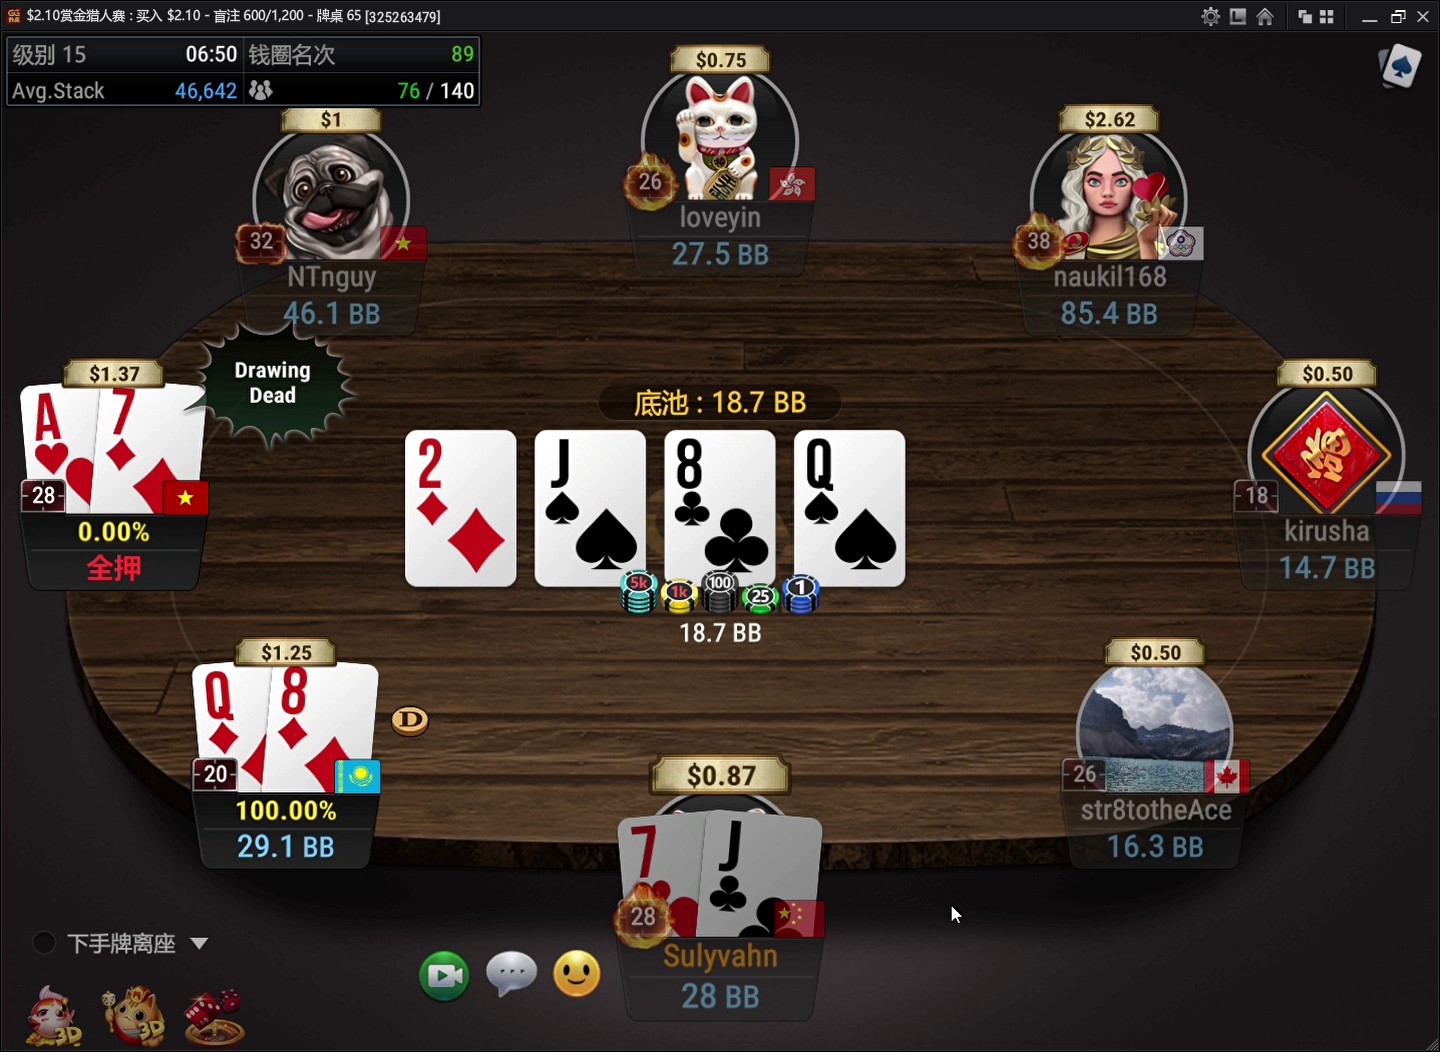 $2.10赏金猎人赛 : 买入 $2.10 - 盲注 600/1,200 - 牌桌 65 [325263479]
级别 15 06:50 钱圈名次 89
Avg.Stack 46,642 76 / 140
$1
32
NTnguy
46.1 BB
$0.75
26
loveyin
27.5 BB
$2.62
38
naukil168
85.4 BB
$1.37
A 7
28
0.00%
全押
Drawing
Dead
底池 : 18.7 BB
2 J 8 Q
5k 1k 100 25 1
18.7 BB
$0.50
18
kirusha
14.7 BB
$1.25
Q 8
20
100.00%
29.1 BB
D
$0.87
7 J
28
Sulyvahn
28 BB
$0.50
26
str8totheAce
16.3 BB
下手牌离座
3D 3D